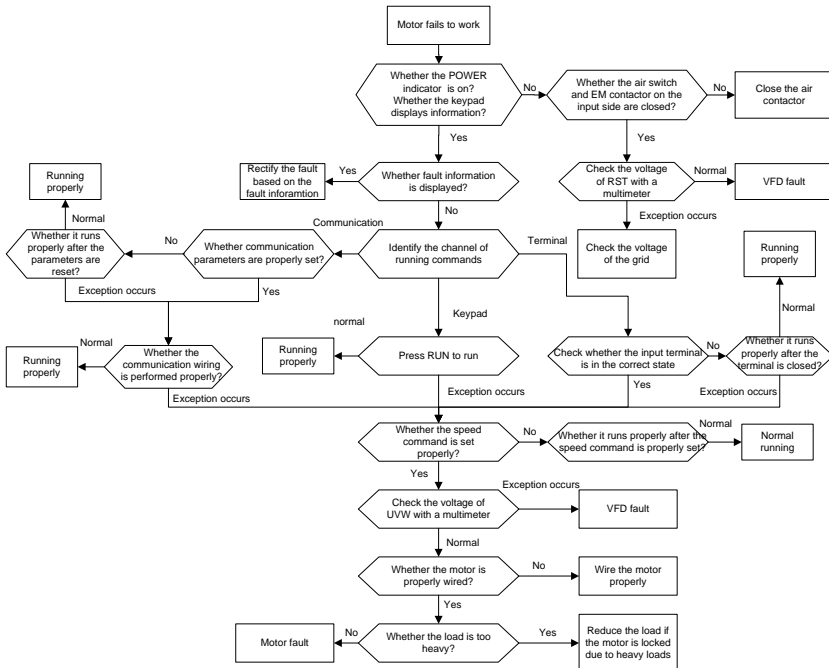 Motor fails to work
Whether the POWER
indicator is on?
Whether the keypad
displays information?
No
Whether the air switch
and EM contactor on the
input side are closed?
No
Close the air
contactor
Yes
Yes
Rectify the fault
based on the
fault inforamtion
Yes
Whether fault information
is displayed?
Check the voltage
of RST with a
multimeter
Normal
VFD fault
Running
properly
Normal
No
Exception occurs
Communication
Whether it runs
properly after the
parameters are
reset?
No
Whether communication
parameters are properly set?
Identify the channel of
running commands
Terminal
Check the voltage
of the grid
Running
properly
Exception occurs
Yes
Keypad
Normal
Running
properly
Normal
Whether the
communication wiring
is performed properly?
Running
properly
normal
Press RUN to run
Check whether the input terminal
is in the correct state
No
Whether it runs
properly after the
terminal is closed?
Exception occurs
Exception occurs
Yes
Exception occurs
Whether the
speed
command is set
properly?
No
Whether it runs properly after the
speed command is properly set?
Normal
Normal
running
Yes
Exception occurs
Check the voltage of
UVW with a multimeter
VFD fault
Normal
Whether the motor is
properly wired?
No
Wire the motor
properly
Yes
Motor fault
No
Whether the load is too
heavy?
Yes
Reduce the load if
the motor is locked
due to heavy loads